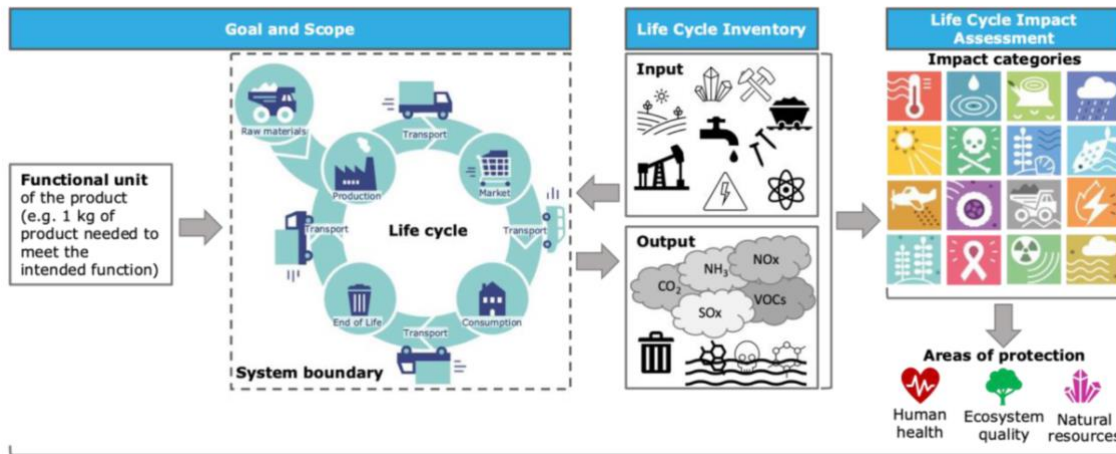 Goal and Scope
Functional unit
of the product
(e.g. 1 kg of
product needed to
meet the
intended function)
Raw materials
Transport
Production
Market
Transport
Life cycle
Transport
End of Life
Consumption
Transport
System boundary
Life Cycle Inventory
Input
Output
CO₂
NH₃
NOx
SOx
VOCs
Life Cycle Impact
Assessment
Impact categories
Areas of protection
Human
health
Ecosystem
quality
Natural
resources